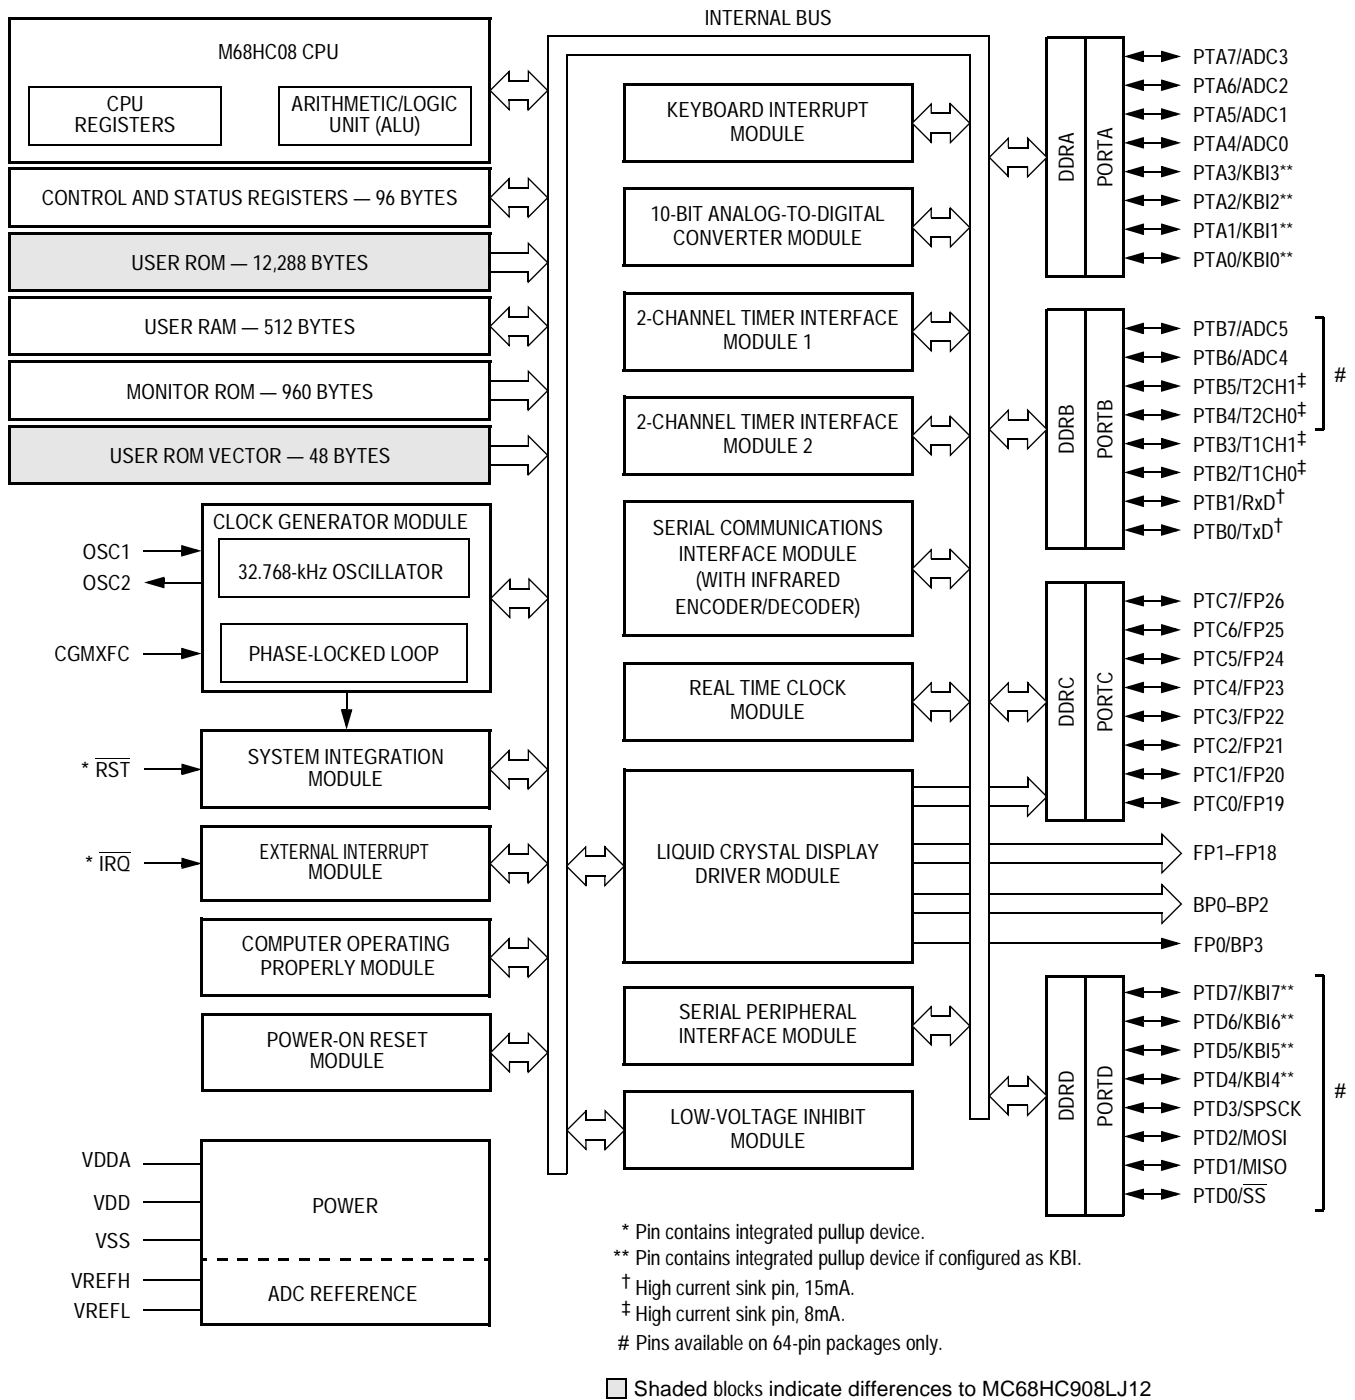 INTERNAL BUS
M68HC08 CPU
CPU
REGISTERS
ARITHMETIC/LOGIC
UNIT (ALU)
CONTROL AND STATUS REGISTERS — 96 BYTES
USER ROM — 12,288 BYTES
USER RAM — 512 BYTES
MONITOR ROM — 960 BYTES
USER ROM VECTOR — 48 BYTES
CLOCK GENERATOR MODULE
32.768-kHz OSCILLATOR
PHASE-LOCKED LOOP
OSC1
OSC2
CGMXFC
SYSTEM INTEGRATION
MODULE
* RST
EXTERNAL INTERRUPT
MODULE
* IRQ
COMPUTER OPERATING
PROPERLY MODULE
POWER-ON RESET
MODULE
VDDA
VDD
VSS
VREFH
VREFL
POWER
ADC REFERENCE
KEYBOARD INTERRUPT
MODULE
10-BIT ANALOG-TO-DIGITAL
CONVERTER MODULE
2-CHANNEL TIMER INTERFACE
MODULE 1
2-CHANNEL TIMER INTERFACE
MODULE 2
SERIAL COMMUNICATIONS
INTERFACE MODULE
(WITH INFRARED
ENCODER/DECODER)
REAL TIME CLOCK
MODULE
LIQUID CRYSTAL DISPLAY
DRIVER MODULE
SERIAL PERIPHERAL
INTERFACE MODULE
LOW-VOLTAGE INHIBIT
MODULE
DDRA
PORTA
PTA7/ADC3
PTA6/ADC2
PTA5/ADC1
PTA4/ADC0
PTA3/KBI3**
PTA2/KBI2**
PTA1/KBI1**
PTA0/KBI0**
DDRB
PORTB
PTB7/ADC5
PTB6/ADC4
PTB5/T2CH1‡
PTB4/T2CH0‡
PTB3/T1CH1‡
PTB2/T1CH0‡
PTB1/RxD†
PTB0/TxD†
#
DDRC
PORTC
PTC7/FP26
PTC6/FP25
PTC5/FP24
PTC4/FP23
PTC3/FP22
PTC2/FP21
PTC1/FP20
PTC0/FP19
FP1–FP18
BP0–BP2
FP0/BP3
DDRD
PORTD
PTD7/KBI7**
PTD6/KBI6**
PTD5/KBI5**
PTD4/KBI4**
PTD3/SPSCK
PTD2/MOSI
PTD1/MISO
PTD0/SS
#
* Pin contains integrated pullup device.
** Pin contains integrated pullup device if configured as KBI.
† High current sink pin, 15mA.
‡ High current sink pin, 8mA.
# Pins available on 64-pin packages only.
Shaded blocks indicate differences to MC68HC908LJ12